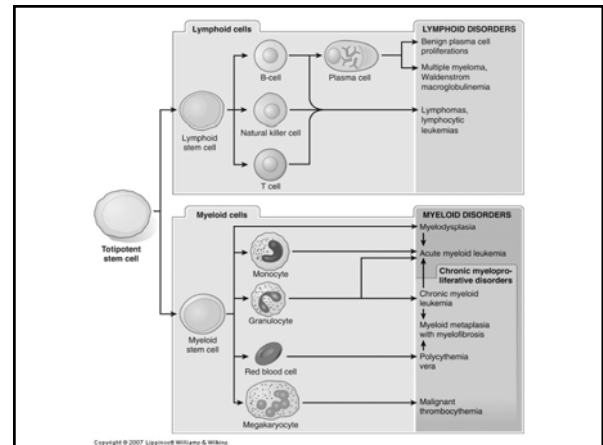 Lymphoid cells
LYMPHOID DISORDERS
B-cell
Plasma cell
Benign plasma cell
proliferations
Multiple myeloma,
Waldenstrom
macroglobulinemia
Lymphoid
stem cell
Natural killer cell
Lymphomas,
lymphocytic
leukemias
T cell
Totipotent
stem cell
Myeloid cells
MYELOID DISORDERS
Myelodysplasia
Monocyte
Acute myeloid leukemia
Chronic myelopro-
liferative disorders
Granulocyte
Chronic myeloid
leukemia
Myeloid
stem cell
Myeloid metaplasia
with myelofibrosis
Red blood cell
Polycythemia
vera
Megakaryocyte
Malignant
thrombocythemia
Copyright © 2007 Lippincott Williams & Wilkins.